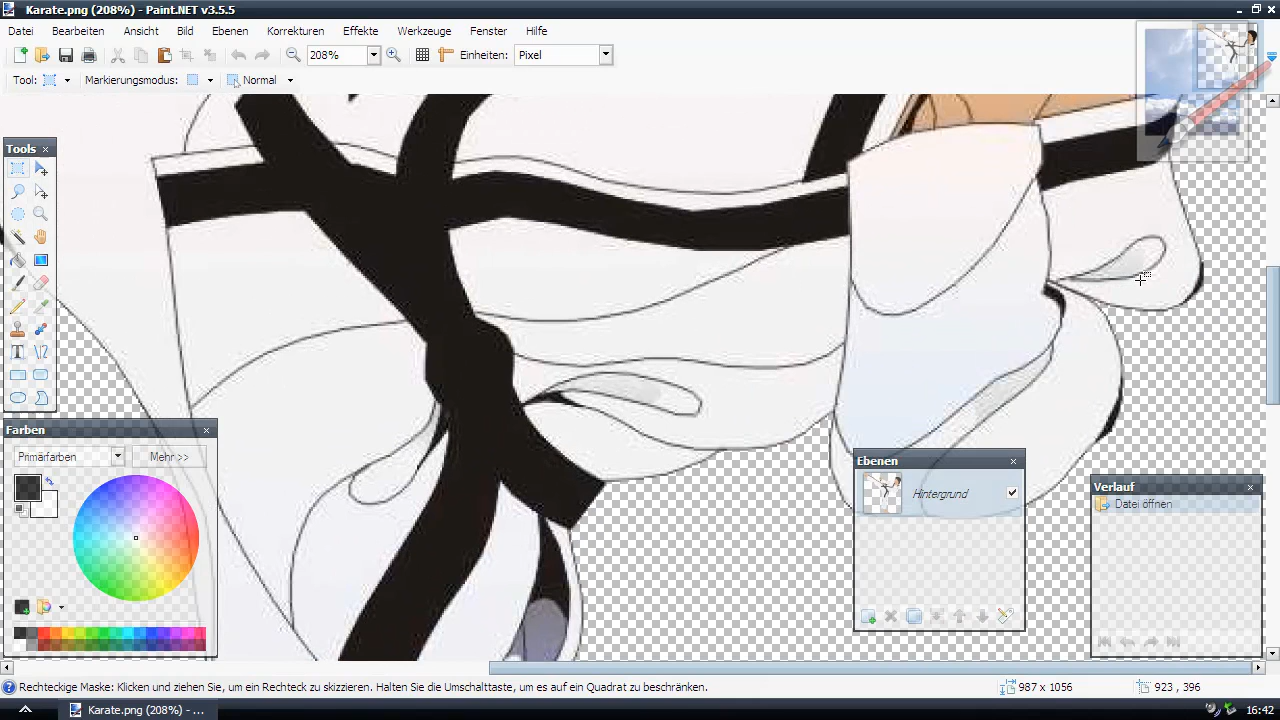 Karate.png (208%) - Paint.NET v3.5.5
Datei Bearbeiten Ansicht Bild Ebenen Korrekturen Effekte Werkzeuge Fenster Hilfe
208% Einheiten: Pixel
Tool: Markierungsmodus: Normal
Tools
Farben
Primärfarben Mehr >>
Ebenen
Hintergrund
Verlauf
Datei öffnen
Rechteckige Maske: Klicken und ziehen Sie, um ein Rechteck zu skizzieren. Halten Sie die Umschalttaste, um es auf ein Quadrat zu beschränken. 987 x 1056 923 , 396
Karate.png (208%) - ... 16:42